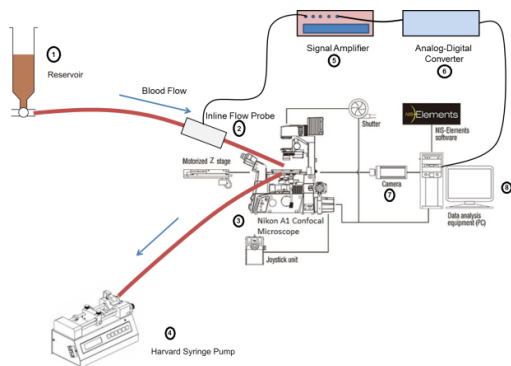 1
Reservoir
Blood Flow
Inline Flow Probe
2
Signal Amplifier
5
Analog-Digital
Converter
6
Shutter
NIS-Elements
NIS-Elements
software
Motorized Z stage
Camera
7
8
3
Nikon A1 Confocal
Microscope
Data analysis
equipment (PC)
Joystick unit
4
Harvard Syringe Pump